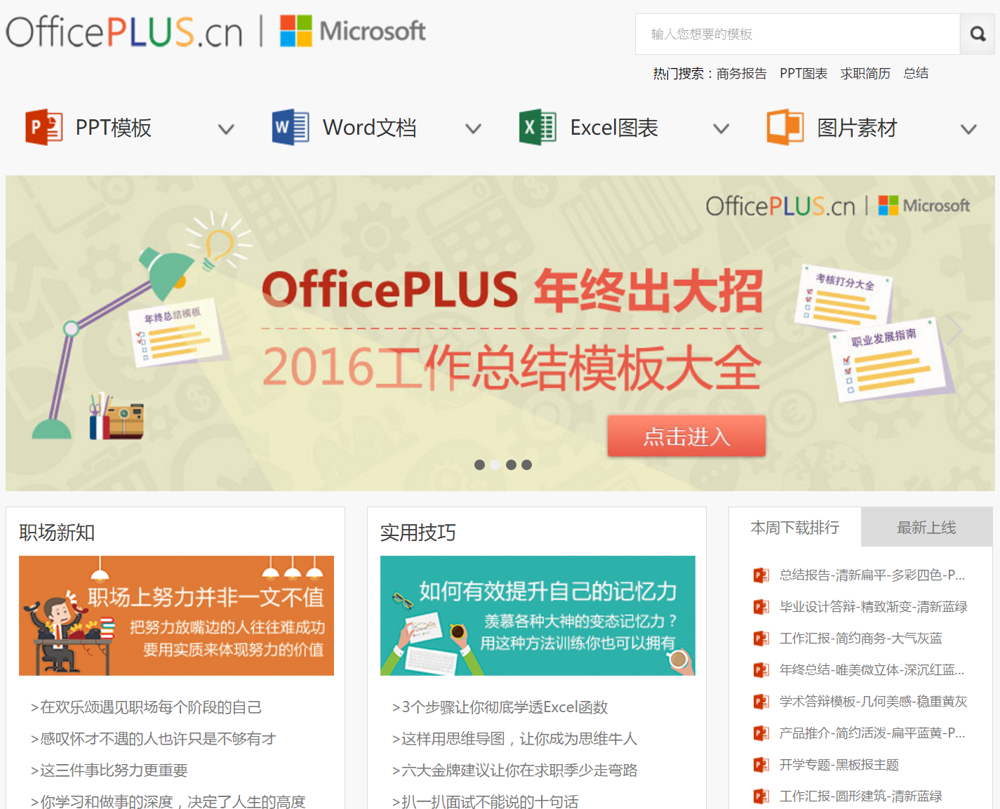 OfficePLUS.cn | Microsoft
输入您想要的模板
热门搜索：商务报告 PPT图表 求职简历 总结
PPT模板
Word文档
Excel图表
图片素材
OfficePLUS.cn | Microsoft
OfficePLUS 年终出大招
2016工作总结模板大全
点击进入
年终总结模板
考核打分大全
职业发展指南
职场新知
职场上努力并非一文不值
把努力放嘴边的人往往难成功
要用实质来体现努力的价值
>在欢乐颂遇见职场每个阶段的自己
>感叹怀才不遇的人也许只是不够有才
>这三件事比努力更重要
>你学习和做事的深度，决定了人生的高度
实用技巧
如何有效提升自己的记忆力
羡慕各种大神的变态记忆力？
用这种方法训练你也可以拥有
>3个步骤让你彻底学透Excel函数
>这样用思维导图，让你成为思维牛人
>六大金牌建议让你在求职季少走弯路
>扒一扒面试不能说的十句话
本周下载排行
最新上线
总结报告-清新扁平-多彩四色-P...
毕业设计答辩-精致渐变-清新蓝绿
工作汇报-简约商务-大气灰蓝
年终总结-唯美微立体-深沉红蓝...
学术答辩模板-几何美感-稳重黄灰
产品推介-简约活泼-扁平蓝黄-P...
开学专题-黑板报主题
工作汇报-圆形建筑-清新蓝绿